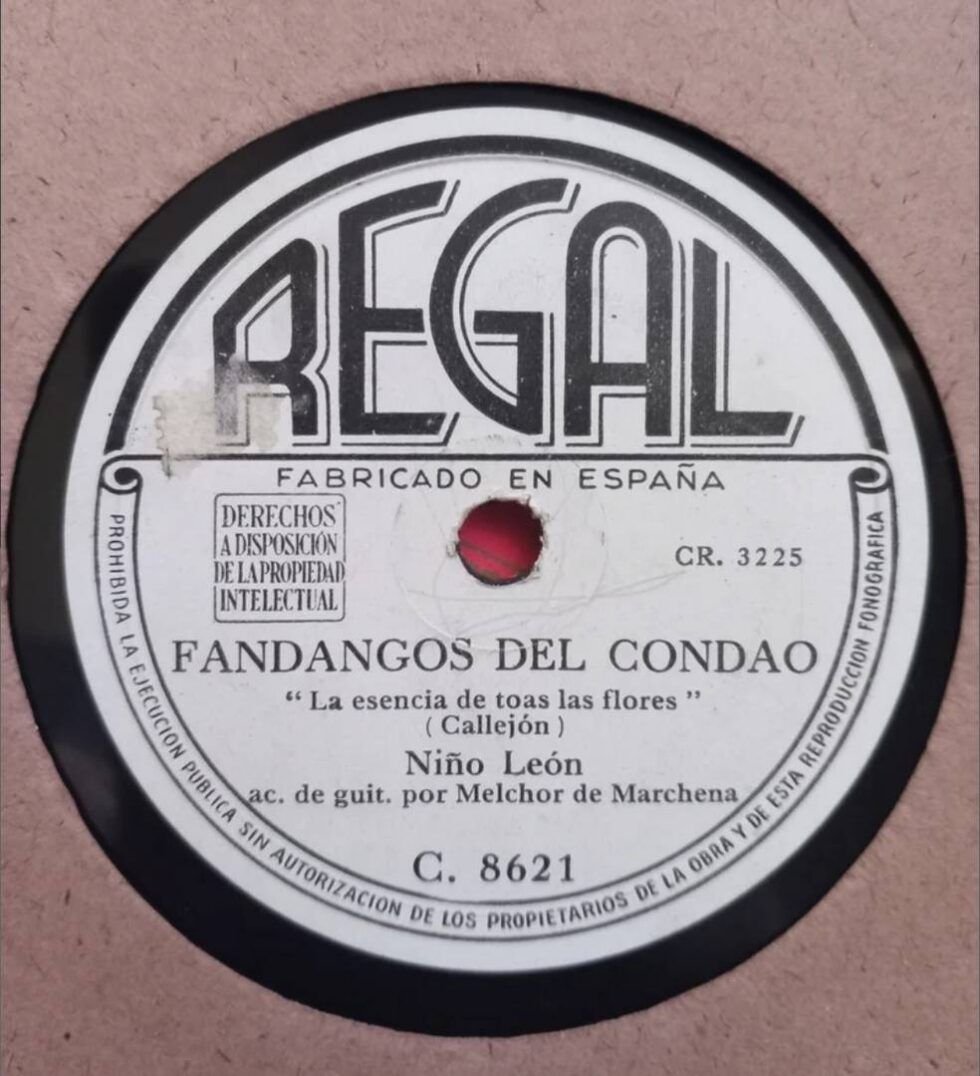 REGAL
FABRICADO EN ESPAÑA
DERECHOS
A DISPOSICIÓN
DE LA PROPIEDAD
INTELECTUAL
CR. 3225
FANDANGOS DEL CONDAO
“ La esencia de toas las flores ”
( Callejón )
Niño León
ac. de guit. por Melchor de Marchena
C. 8621
PROHIBIDA LA EJECUCION PUBLICA SIN AUTORIZACION DE LOS PROPIETARIOS DE LA OBRA Y DE ESTA REPRODUCCION FONOGRAFICA